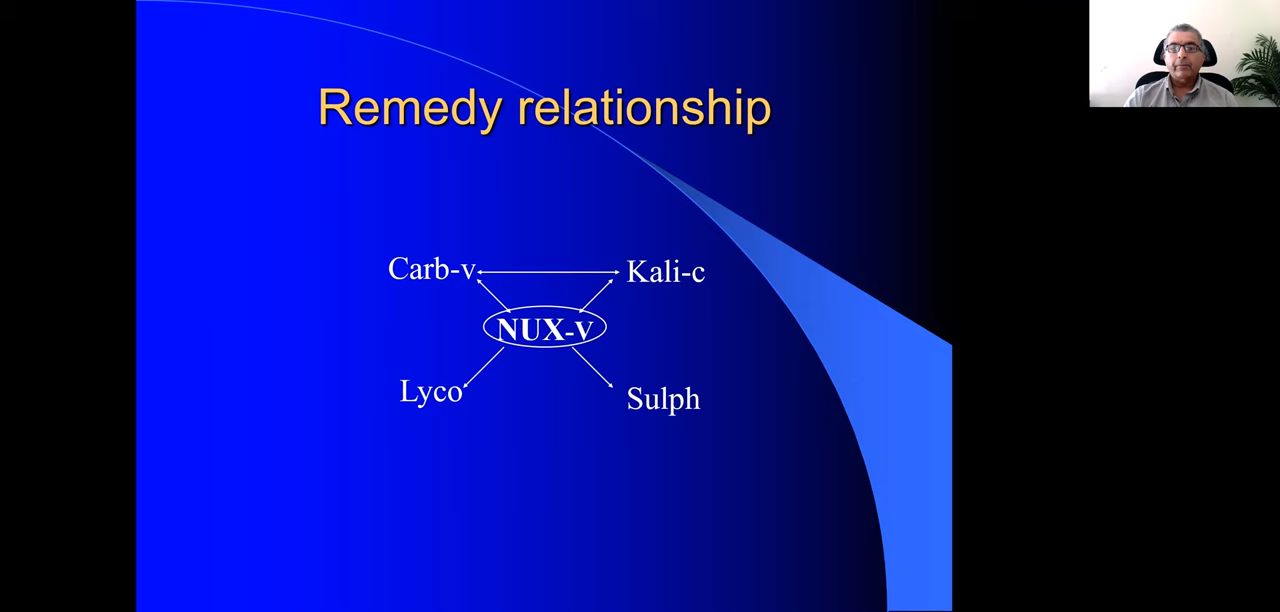 Remedy relationship
Carb-v
Kali-c
NUX-v
Lyco
Sulph